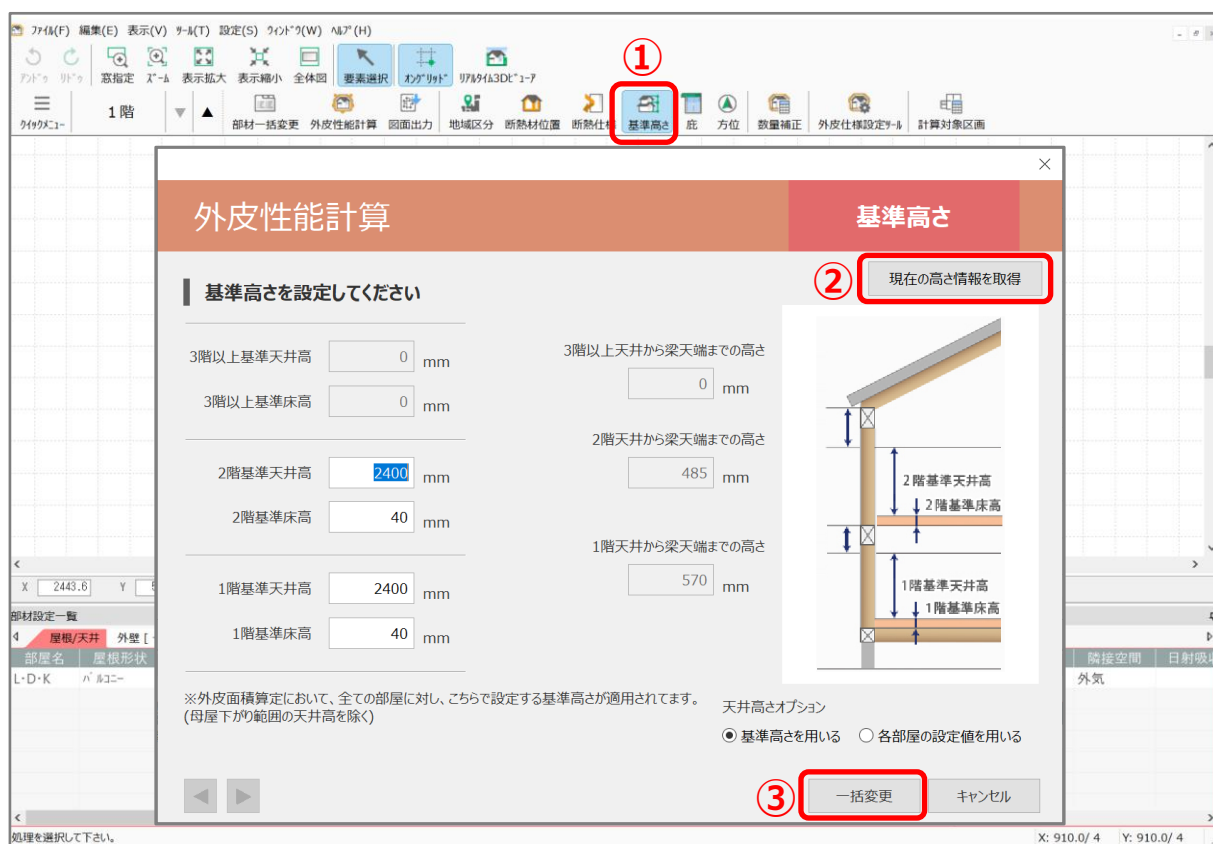 ファイル(F) 編集(E) 表示(V) ツール(T) 設定(S) ウィンドウ(W) ヘルプ(H)
アンドゥ リドゥ 窓指定 ズーム 表示拡大 表示縮小 全体図 要素選択 オングリッド リアルタイム3Dビューア
①
クイックメニュー 1 階 ▼ ▲ 部材一括変更 外皮性能計算 図面出力 地域区分 断熱材位置 断熱仕様 基準高さ 庇 方位 数量補正 外皮仕様設定ツール 計算対象区画
外皮性能計算
基準高さ
② 現在の高さ情報を取得
基準高さを設定してください
3階以上基準天井高 0 mm
3階以上基準床高 0 mm
2階基準天井高 2400 mm
2階基準床高 40 mm
1階基準天井高 2400 mm
1階基準床高 40 mm
3階以上天井から梁天端までの高さ
0 mm
2階天井から梁天端までの高さ
485 mm
1階天井から梁天端までの高さ
570 mm
2階基準天井高
2階基準床高
1階基準天井高
1階基準床高
※外皮面積算定において、全ての部屋に対し、こちらで設定する基準高さが適用されてます。
(母屋下がり範囲の天井高を除く)
天井高さオプション
基準高さを用いる 各部屋の設定値を用いる
③ 一括変更 キャンセル
X 2443.6 Y
部材設定一覧
屋根/天井 外壁 [
部屋名 屋根形状 隣接空間 日射吸収
L・D・K バルコニー 外気
処理を選択して下さい。 X: 910.0/ 4 Y: 910.0/ 4